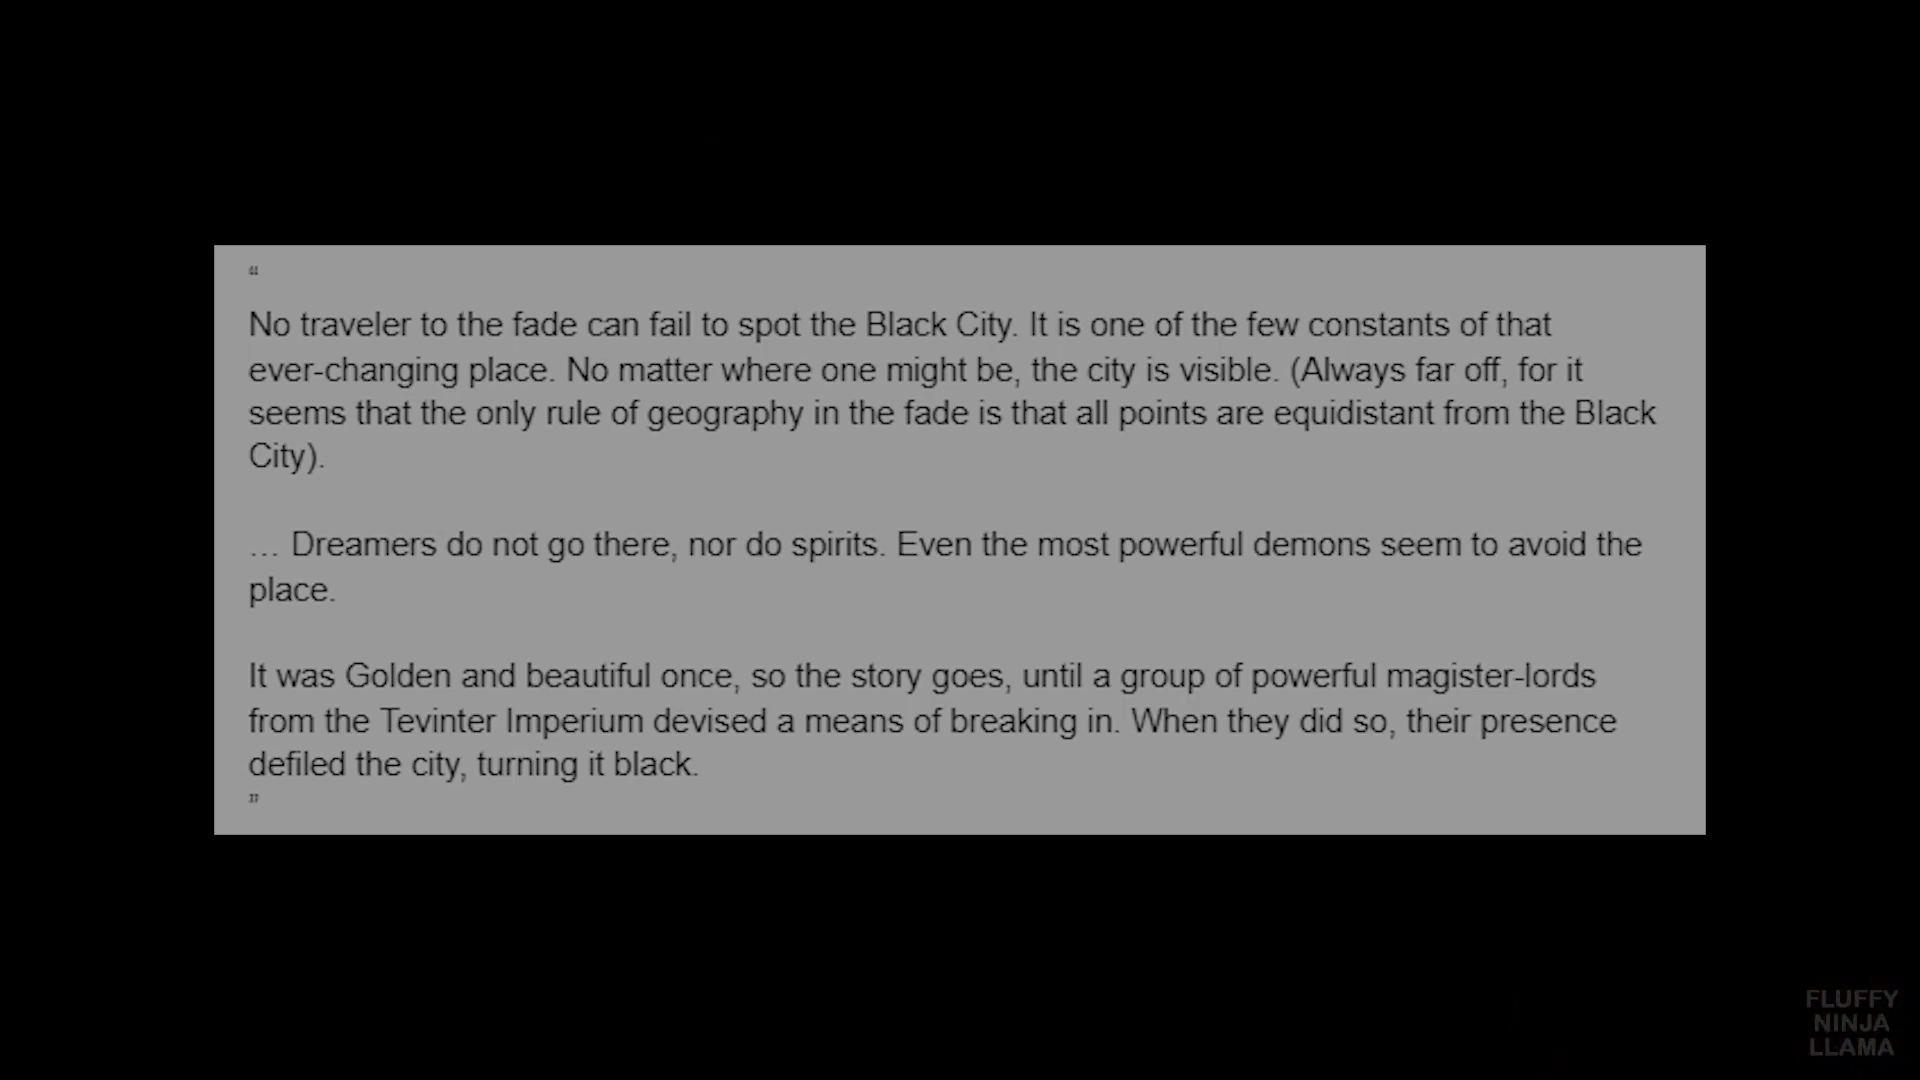 “
No traveler to the fade can fail to spot the Black City. It is one of the few constants of that
ever-changing place. No matter where one might be, the city is visible. (Always far off, for it
seems that the only rule of geography in the fade is that all points are equidistant from the Black
City).
... Dreamers do not go there, nor do spirits. Even the most powerful demons seem to avoid the
place.
It was Golden and beautiful once, so the story goes, until a group of powerful magister-lords
from the Tevinter Imperium devised a means of breaking in. When they did so, their presence
defiled the city, turning it black.
”
FLUFFY
NINJA
LLAMA